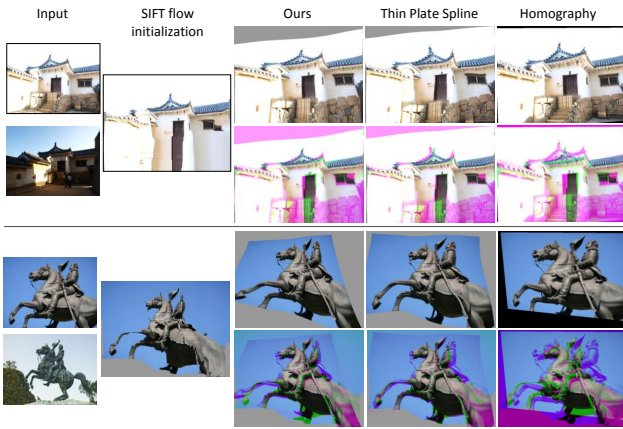 Input
SIFT flow
initialization
Ours
Thin Plate Spline
Homography